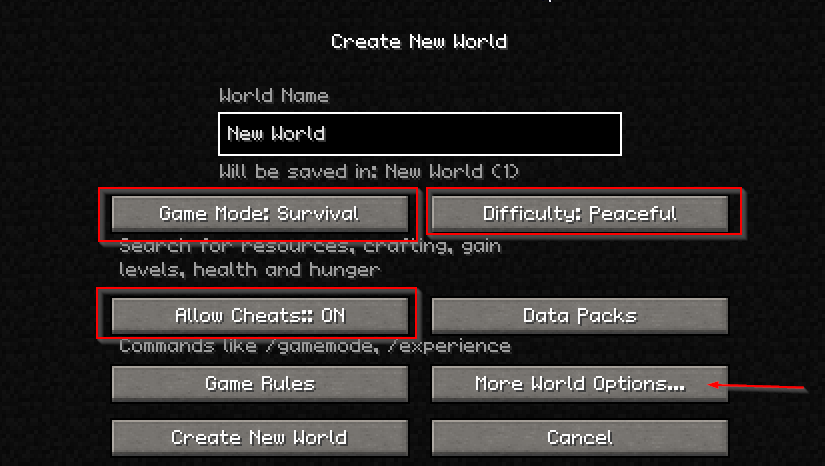 Create New World
World Name
New World
Will be saved in: New World (1)
Game Mode: Survival
Difficulty: Peaceful
Search for resources, crafting, gain
levels, health and hunger
Allow Cheats:: ON
Data Packs
Commands like /gamemode, /experience
Game Rules
More World Options...
Create New World
Cancel